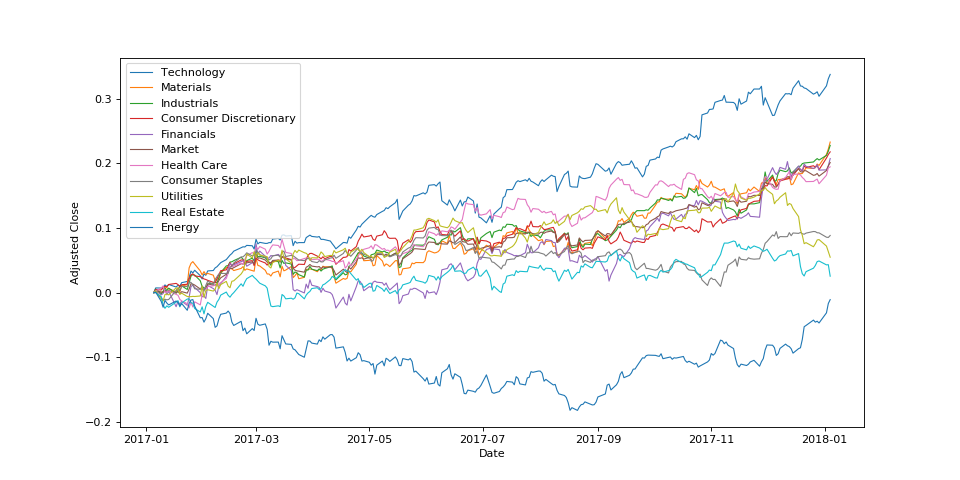 Technology
Materials
Industrials
Consumer Discretionary
Financials
Market
Health Care
Consumer Staples
Utilities
Real Estate
Energy
Adjusted Close
0.3
0.2
0.1
0.0
−0.1
−0.2
2017-01 2017-03 2017-05 2017-07 2017-09 2017-11 2018-01
Date